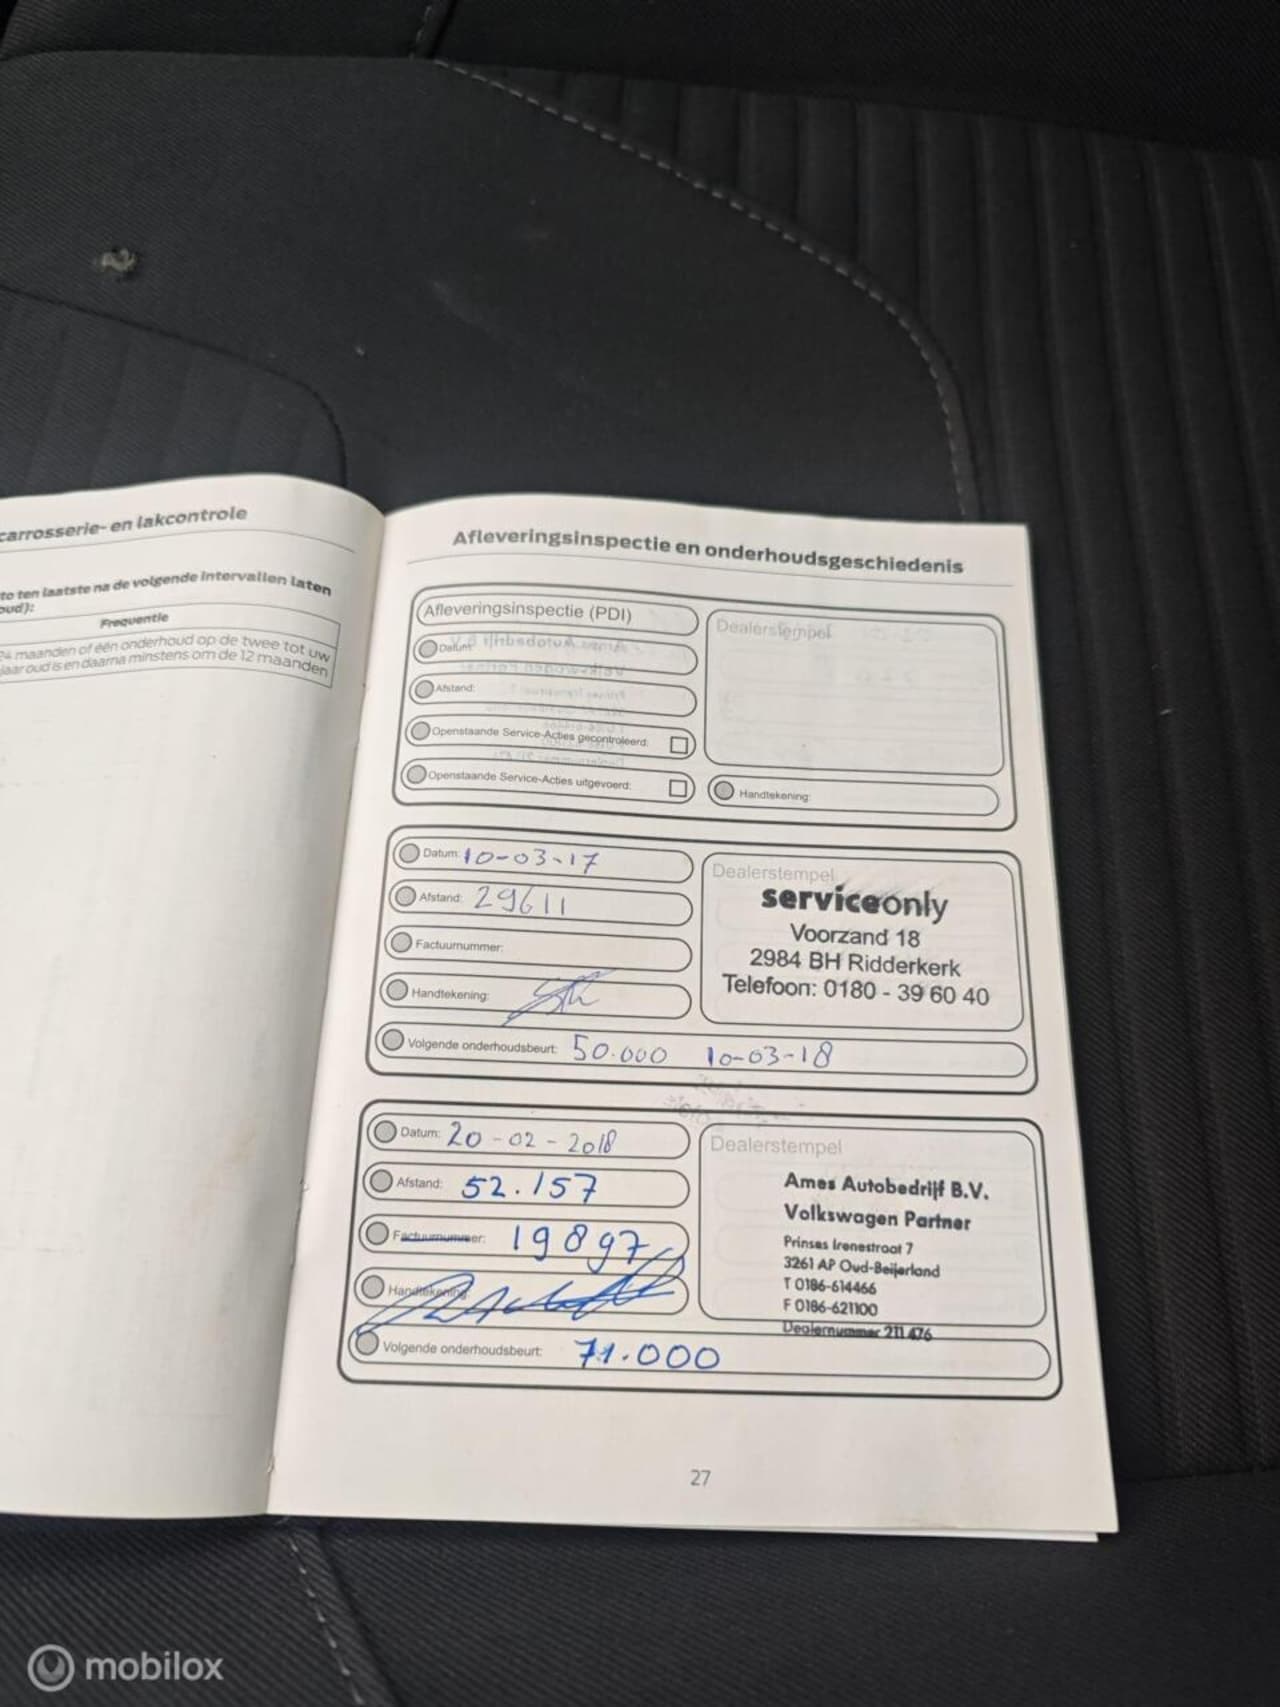 carrosserie- en lakcontrole
to ten laatste na de volgende intervallen laten
oud):
Frequentie
24 maanden of één onderhoud op de twee tot uw
jaar oud is en daarna minstens om de 12 maanden
Afleveringsinspectie en onderhoudsgeschiedenis
Afleveringsinspectie (PDI)
Datum:
Afstand:
Openstaande Service-Acties gecontroleerd:
Openstaande Service-Acties uitgevoerd:
Dealerstempel
Handtekening:
Datum: 10-03-17
Afstand: 29611
Factuurnummer:
Handtekening:
Volgende onderhoudsbeurt: 50.000 10-03-18
Dealerstempel
serviceonly
Voorzand 18
2984 BH Ridderkerk
Telefoon: 0180 - 39 60 40
Datum: 20-02-2018
Afstand: 52.157
Factuurnummer: 19897
Handtekening:
Volgende onderhoudsbeurt: 71.000
Dealerstempel
Ames Autobedrijf B.V.
Volkswagen Partner
Prinses Irenestraat 7
3261 AP Oud-Beijerland
T 0186-614466
F 0186-621100
Dealernummer 211.476
27
mobilox